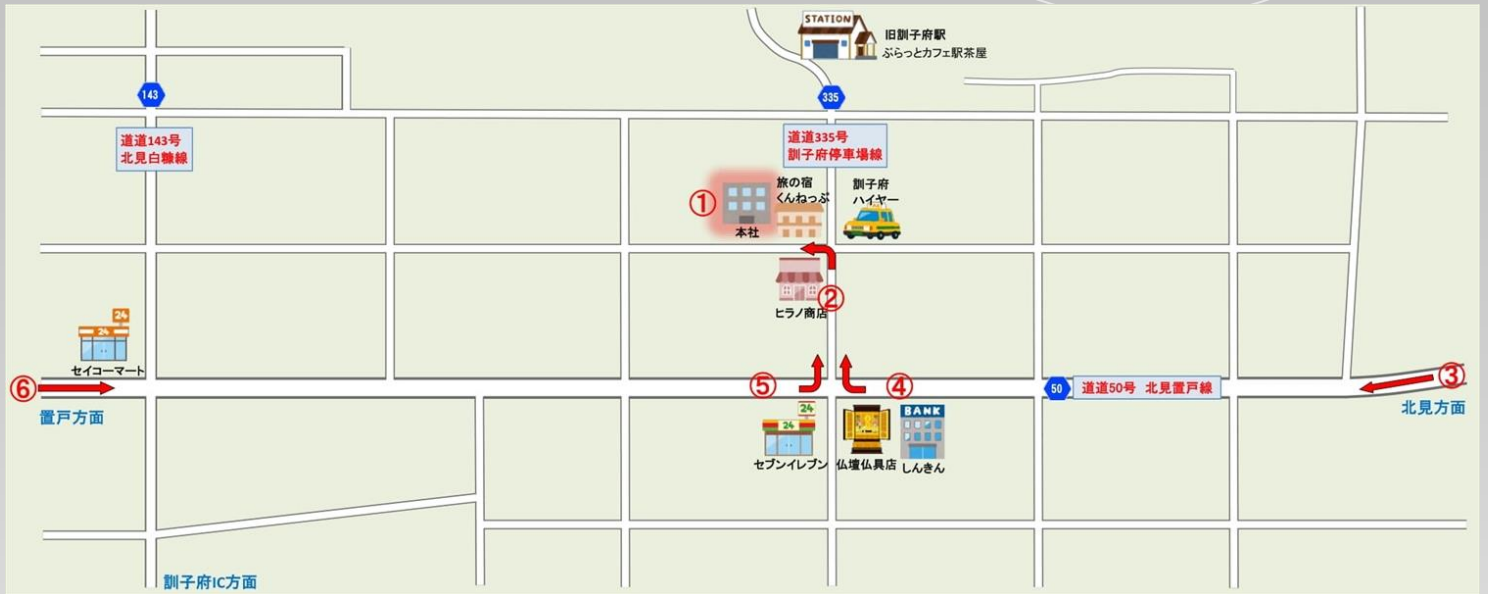 STATION
旧訓子府駅
ぷらっとカフェ駅茶屋
143
335
道道143号
北見白糠線
道道335号
訓子府停車場線
①
旅の宿
くんねっぷ
訓子府
ハイヤー
本社
②
ヒラノ商店
24
24
セイコーマート
⑥
置戸方面
⑤
④
50
道道50号 北見置戸線
③
北見方面
24
24
セブンイレブン
仏壇仏具店
BANK
しんきん
訓子府IC方面